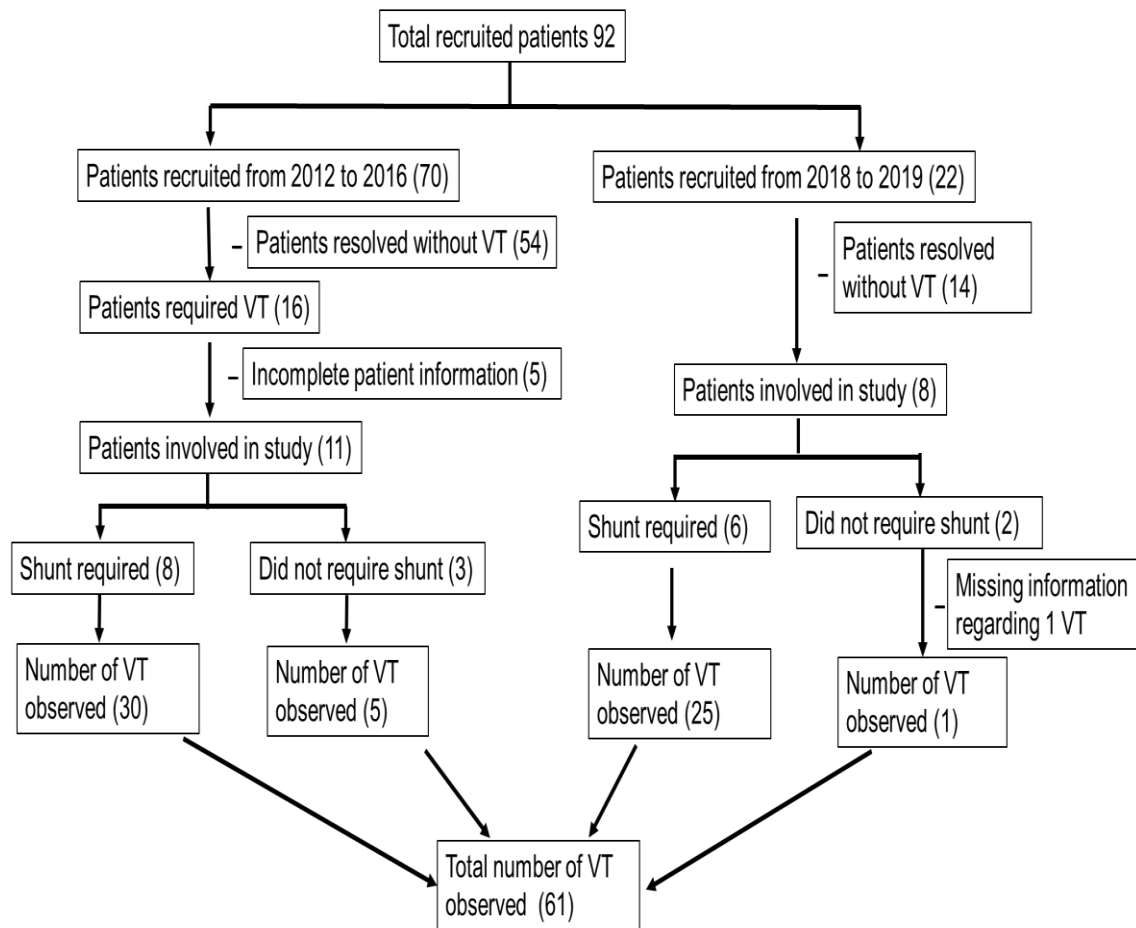 Total recruited patients 92
Patients recruited from 2012 to 2016 (70)
Patients recruited from 2018 to 2019 (22)
– Patients resolved without VT (54)
– Patients resolved
without VT (14)
Patients required VT (16)
– Incomplete patient information (5)
Patients involved in study (8)
Patients involved in study (11)
Shunt required (8)
Did not require shunt (3)
Shunt required (6)
Did not require shunt (2)
– Missing information
regarding 1 VT
Number of VT
observed (30)
Number of VT
observed (5)
Number of VT
observed (25)
Number of VT
observed (1)
Total number of VT
observed (61)